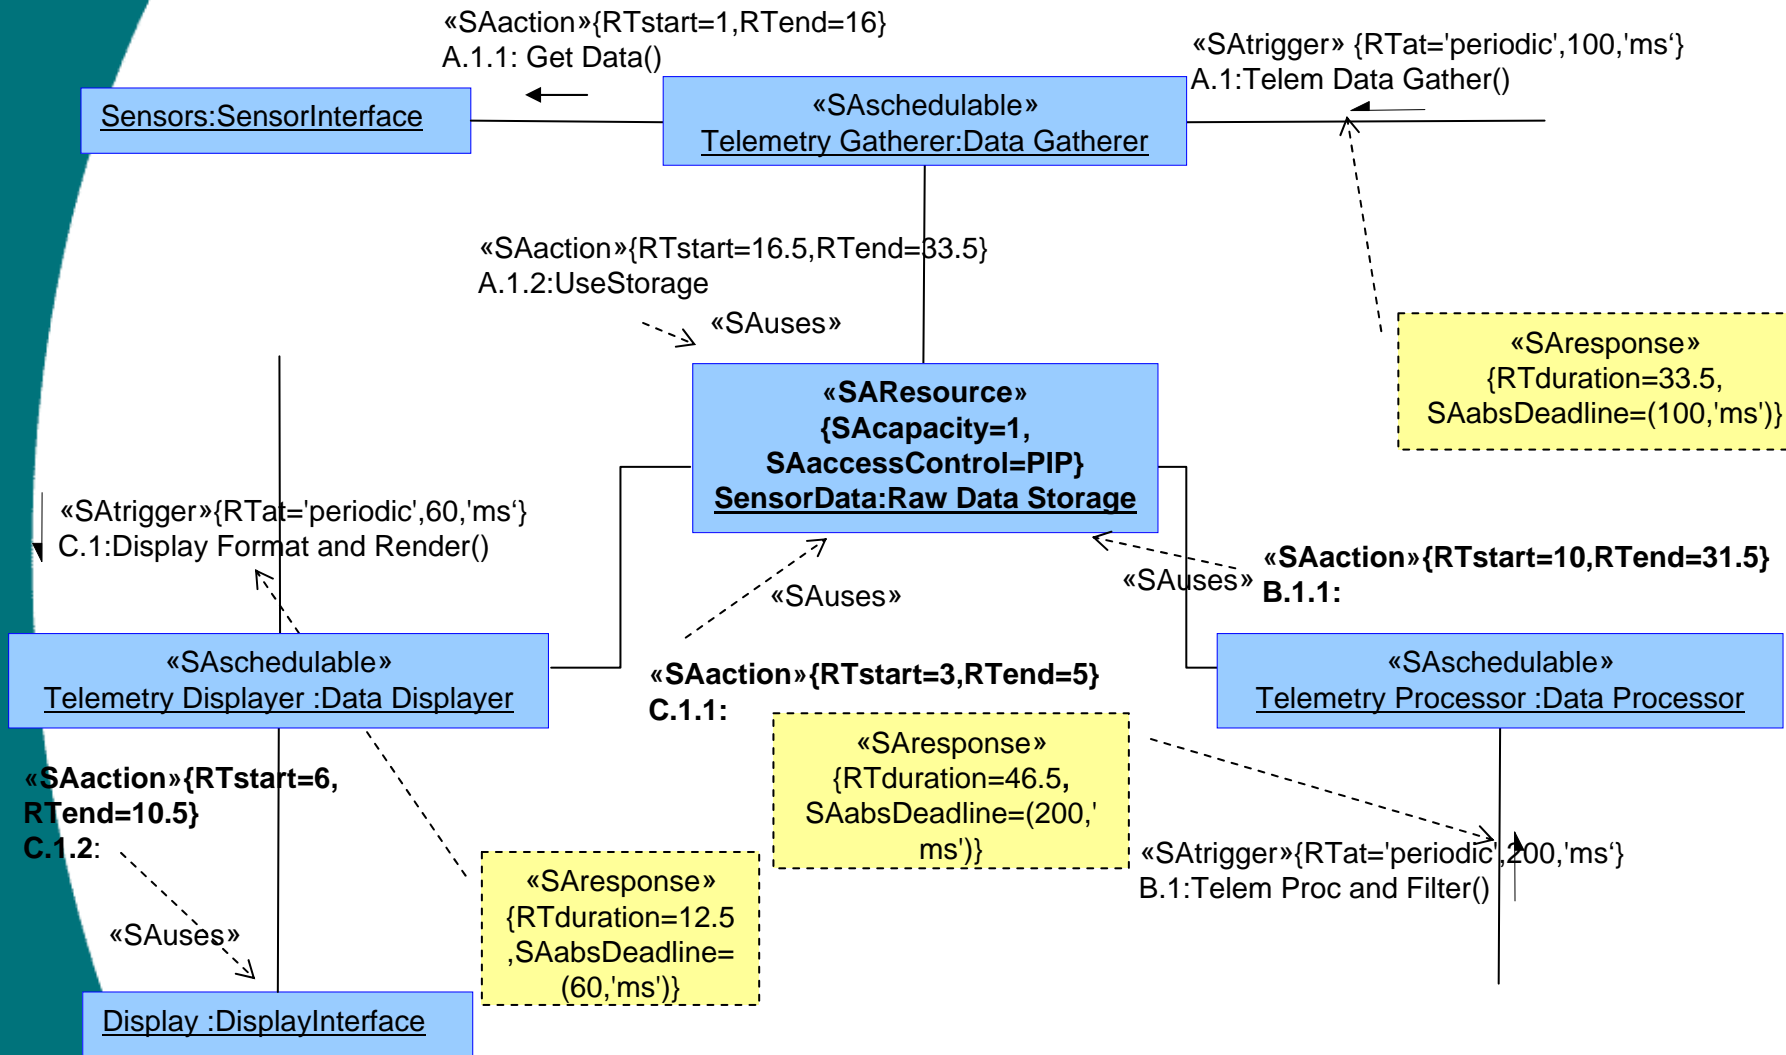 «SAaction»{RTstart=1,RTend=16}
A.1.1: Get Data()
«SAtrigger» {RTat='periodic',100,'ms‘}
A.1:Telem Data Gather()
Sensors:SensorInterface
«SAschedulable»
Telemetry Gatherer:Data Gatherer
«SAaction»{RTstart=16.5,RTend=33.5}
A.1.2:UseStorage
«SAuses»
«SAresponse»
{RTduration=33.5,
SAabsDeadline=(100,'ms')}
«SAResource»
{SAcapacity=1,
SAaccessControl=PIP}
SensorData:Raw Data Storage
«SAtrigger»{RTat='periodic',60,'ms‘}
C.1:Display Format and Render()
«SAuses»
«SAuses»
«SAaction»{RTstart=10,RTend=31.5}
B.1.1:
«SAschedulable»
Telemetry Displayer :Data Displayer
«SAaction»{RTstart=3,RTend=5}
C.1.1:
«SAschedulable»
Telemetry Processor :Data Processor
«SAaction»{RTstart=6,
RTend=10.5}
C.1.2:
«SAresponse»
{RTduration=46.5,
SAabsDeadline=(200,'
ms')}
«SAtrigger»{RTat='periodic',200,'ms‘}
B.1:Telem Proc and Filter()
«SAresponse»
{RTduration=12.5
,SAabsDeadline=
(60,'ms')}
«SAuses»
Display :DisplayInterface